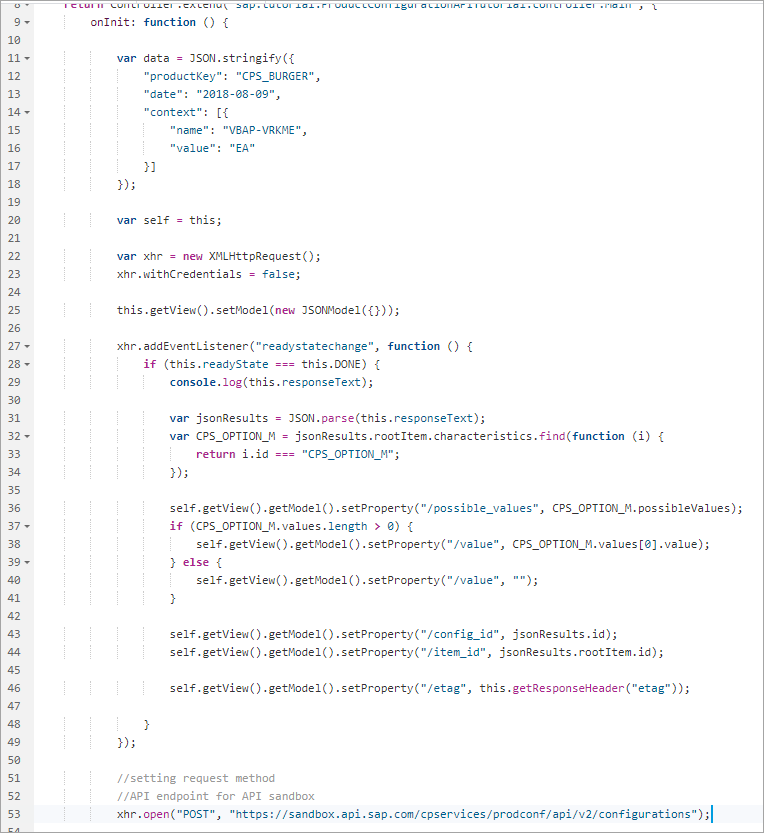 8 return Controller.extend("sap.tutorial.ProductConfigurationAPITutorial.controller.Main", {
9 onInit: function () {
10
11 var data = JSON.stringify({
12 "productKey": "CPS_BURGER",
13 "date": "2018-08-09",
14 "context": [{
15 "name": "VBAP-VRKME",
16 "value": "EA"
17 }]
18 });
19
20 var self = this;
21
22 var xhr = new XMLHttpRequest();
23 xhr.withCredentials = false;
24
25 this.getView().setModel(new JSONModel({}));
26
27 xhr.addEventListener("readystatechange", function () {
28 if (this.readyState === this.DONE) {
29 console.log(this.responseText);
30
31 var jsonResults = JSON.parse(this.responseText);
32 var CPS_OPTION_M = jsonResults.rootItem.characteristics.find(function (i) {
33 return i.id === "CPS_OPTION_M";
34 });
35
36 self.getView().getModel().setProperty("/possible_values", CPS_OPTION_M.possibleValues);
37 if (CPS_OPTION_M.values.length > 0) {
38 self.getView().getModel().setProperty("/value", CPS_OPTION_M.values[0].value);
39 } else {
40 self.getView().getModel().setProperty("/value", "");
41 }
42
43 self.getView().getModel().setProperty("/config_id", jsonResults.id);
44 self.getView().getModel().setProperty("/item_id", jsonResults.rootItem.id);
45
46 self.getView().getModel().setProperty("/etag", this.getResponseHeader("etag"));
47
48 }
49 });
50
51 //setting request method
52 //API endpoint for API sandbox
53 xhr.open("POST", "https://sandbox.api.sap.com/cpservices/prodconf/api/v2/configurations");
54